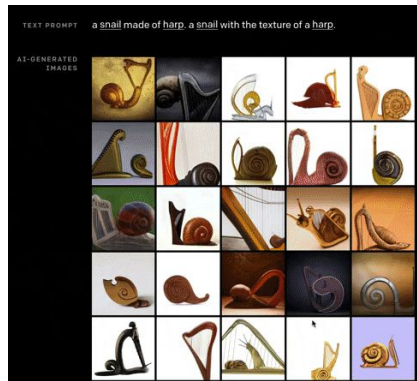 TEXT PROMPT
a snail made of harp. a snail with the texture of a harp.
AI-GENERATED
IMAGES